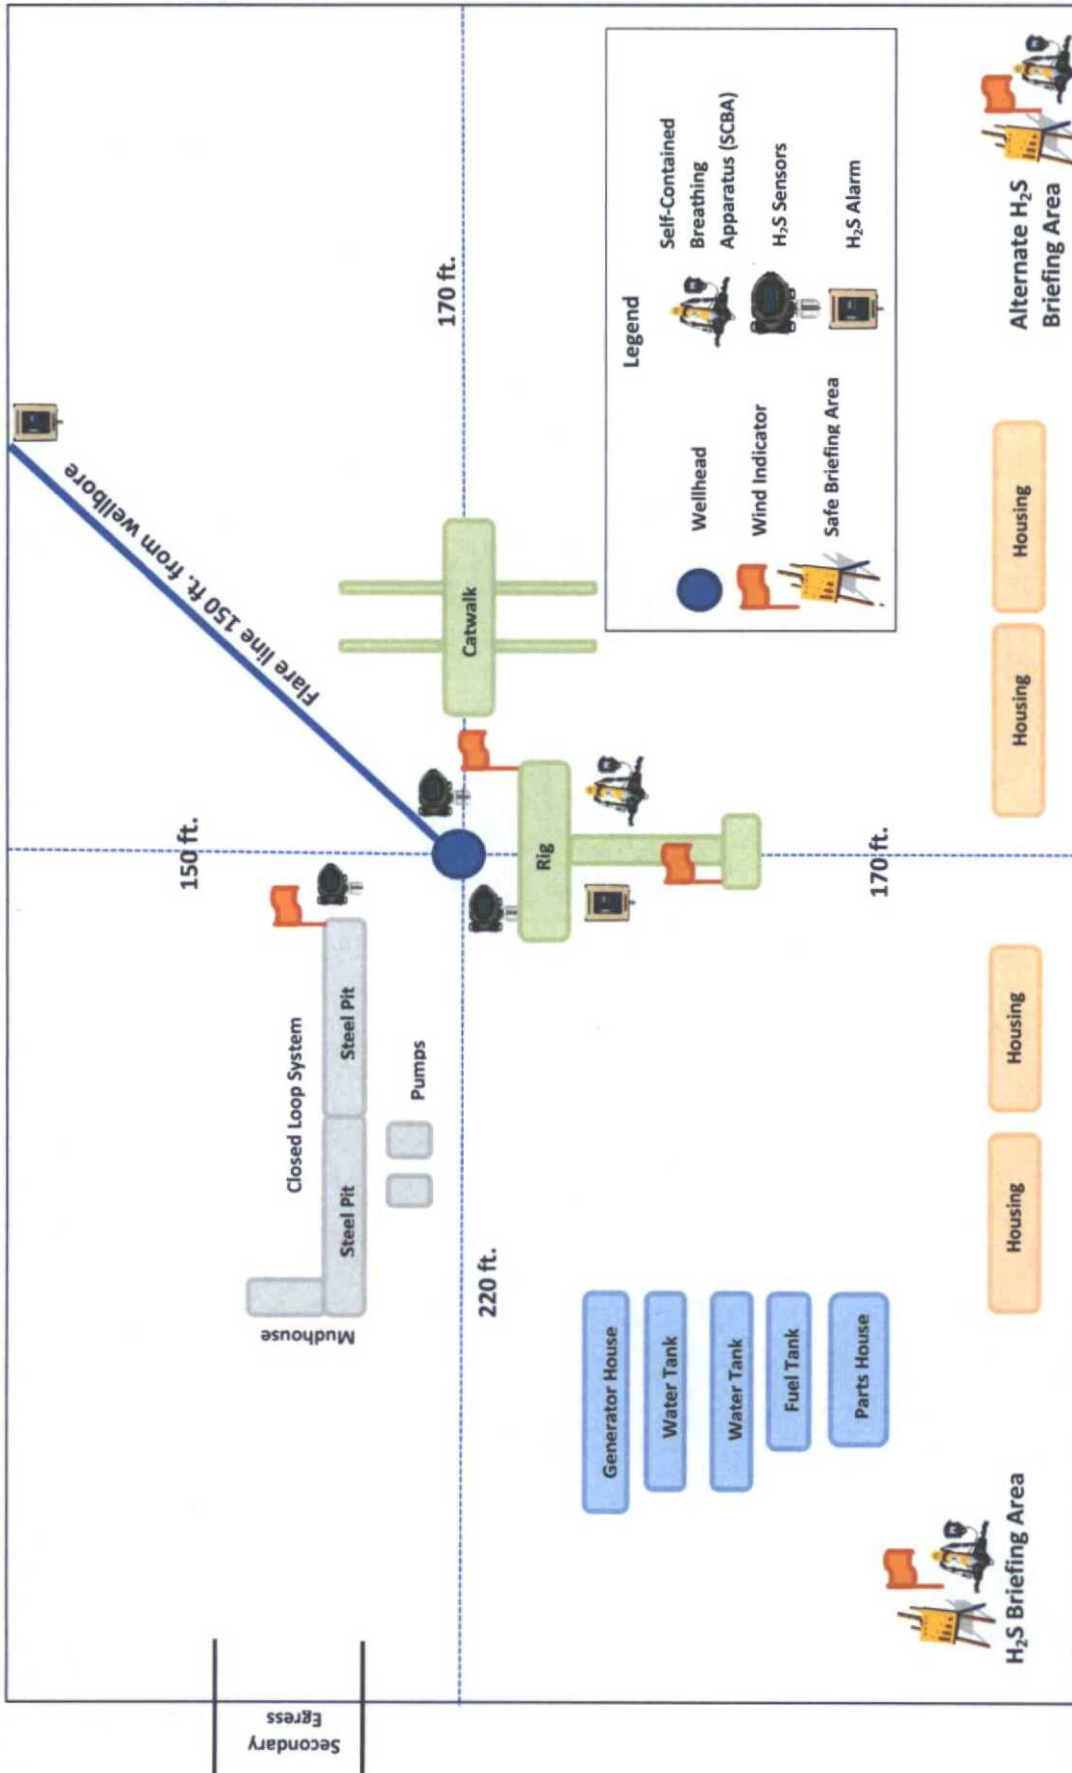 Secondary
Egress
150 ft.
Flare line 150 ft. from wellbore
Closed Loop System
Mudhouse
Steel Pit
Steel Pit
Pumps
220 ft.
170 ft.
Catwalk
Rig
170 ft.
Generator House
Water Tank
Water Tank
Fuel Tank
Parts House
Legend
Wellhead
Wind Indicator
Safe Briefing Area
Self-Contained
Breathing
Apparatus (SCBA)
H₂S Sensors
H₂S Alarm
H₂S Briefing Area
Housing
Housing
Housing
Housing
Alternate H₂S
Briefing Area